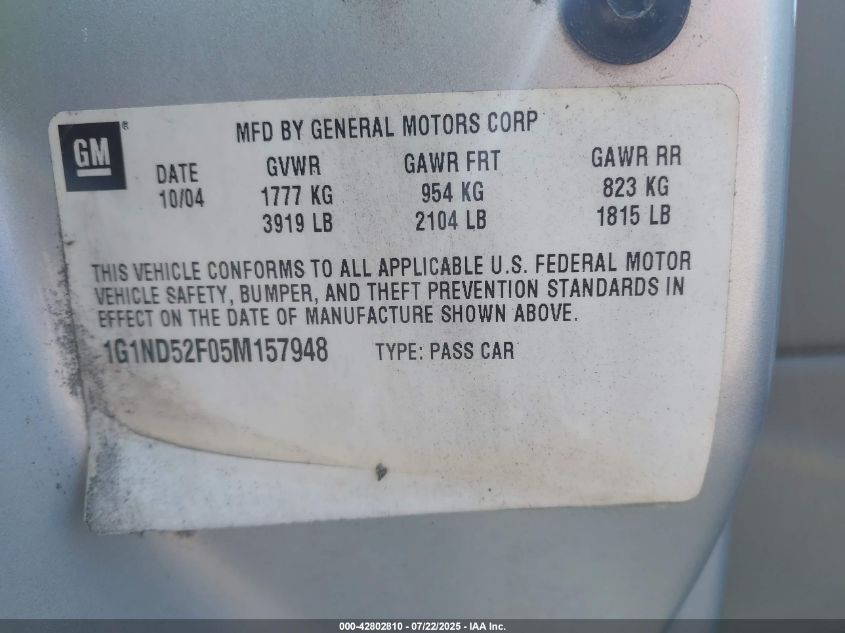 GM®
MFD BY GENERAL MOTORS CORP
DATE GVWR GAWR FRT GAWR RR
10/04 1777 KG 954 KG 823 KG
3919 LB 2104 LB 1815 LB
THIS VEHICLE CONFORMS TO ALL APPLICABLE U.S. FEDERAL MOTOR
VEHICLE SAFETY, BUMPER, AND THEFT PREVENTION STANDARDS IN
EFFECT ON THE DATE OF MANUFACTURE SHOWN ABOVE.
1G1ND52F05M157948 TYPE: PASS CAR
000-42802810 - 07/22/2025 - IAA Inc.